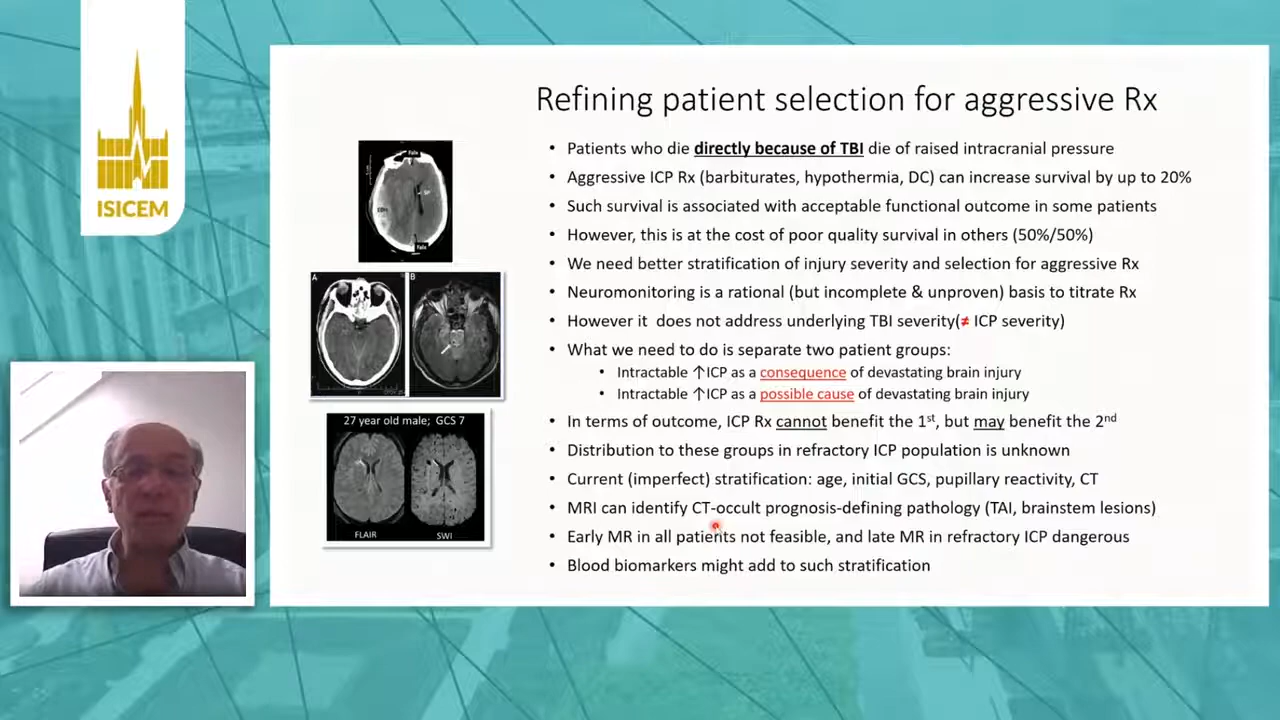 ISICEM
Refining patient selection for aggressive Rx
• Patients who die directly because of TBI die of raised intracranial pressure
• Aggressive ICP Rx (barbiturates, hypothermia, DC) can increase survival by up to 20%
• Such survival is associated with acceptable functional outcome in some patients
• However, this is at the cost of poor quality survival in others (50%/50%)
• We need better stratification of injury severity and selection for aggressive Rx
• Neuromonitoring is a rational (but incomplete & unproven) basis to titrate Rx
• However it does not address underlying TBI severity(≠ ICP severity)
• What we need to do is separate two patient groups:
• Intractable ↑ICP as a consequence of devastating brain injury
• Intractable ↑ICP as a possible cause of devastating brain injury
• In terms of outcome, ICP Rx cannot benefit the 1st, but may benefit the 2nd
• Distribution to these groups in refractory ICP population is unknown
• Current (imperfect) stratification: age, initial GCS, pupillary reactivity, CT
• MRI can identify CT-occult prognosis-defining pathology (TAI, brainstem lesions)
• Early MR in all patients not feasible, and late MR in refractory ICP dangerous
• Blood biomarkers might add to such stratification
Falx
Falx
A
B
27 year old male; GCS 7
FLAIR
SWI